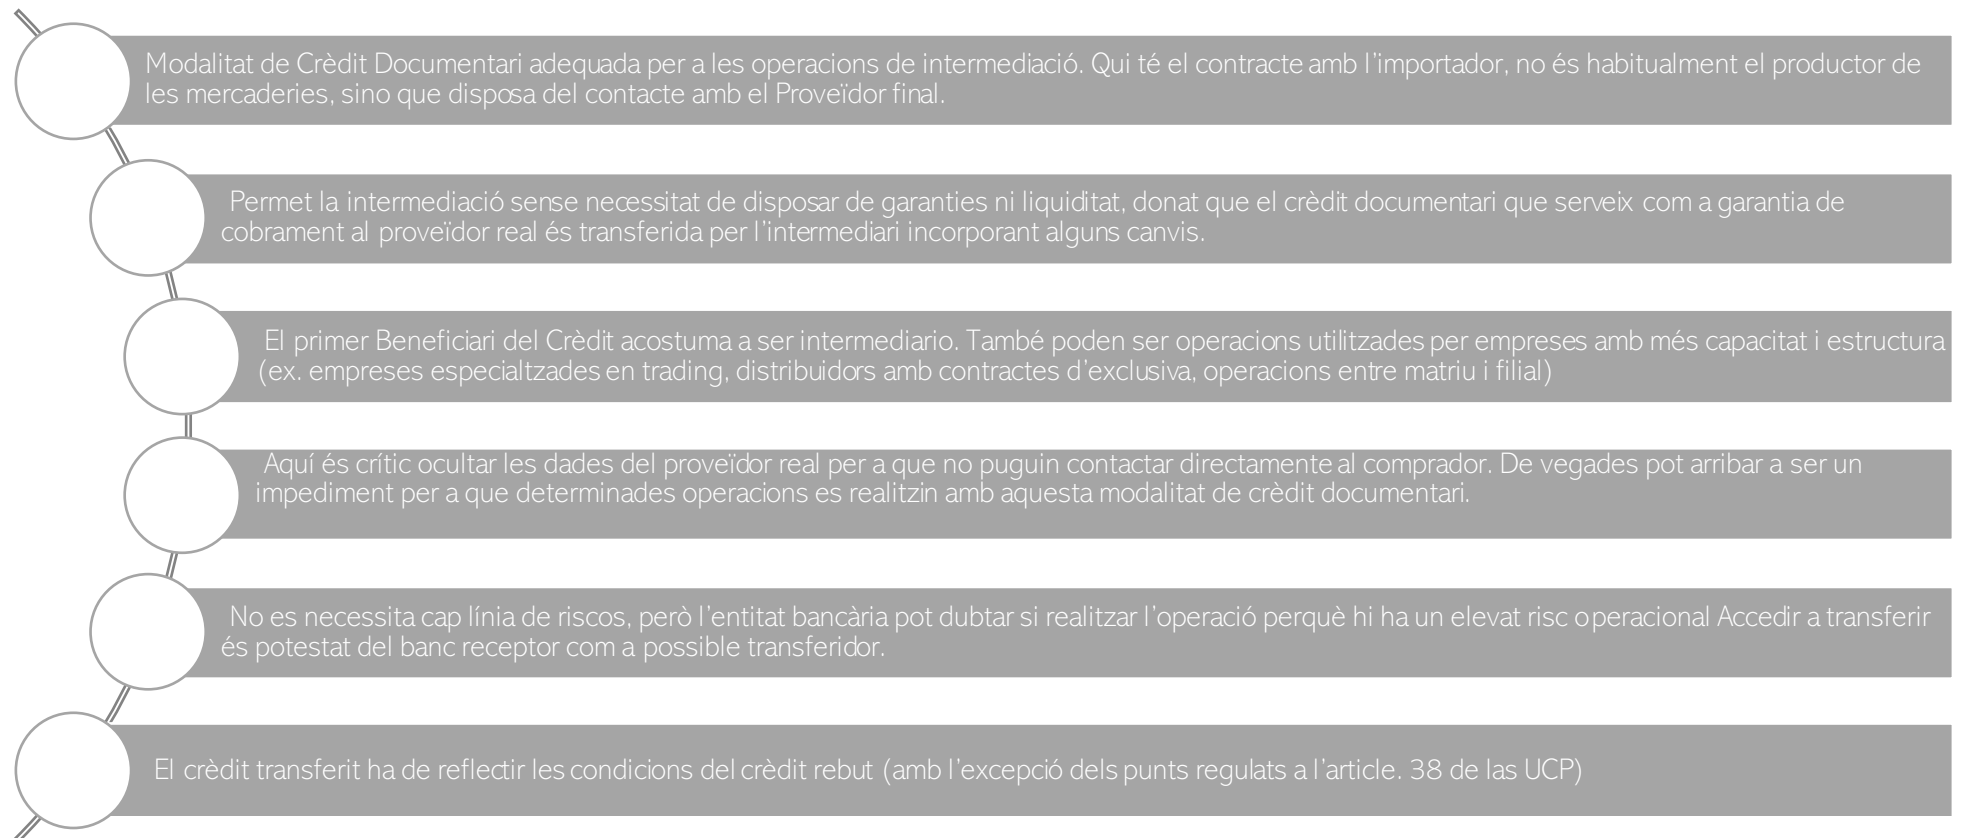 Modalitat de Crèdit Documentari adequada per a les operacions de intermediació. Qui té el contracte amb l'importador, no és habitualment el productor de
les mercaderies, sino que disposa del contacte amb el Proveïdor final.
Permet la intermediació sense necessitat de disposar de garanties ni liquiditat, donat que el crèdit documentari que serveix com a garantia de
cobrament al proveïdor real és transferida per l'intermediari incorporant alguns canvis.
El primer Beneficiari del Crèdit acostuma a ser intermediario. També poden ser operacions utilitzades per empreses amb més capacitat i estructura
(ex. empreses especialtzades en trading, distribuidors amb contractes d'exclusiva, operacions entre matriu i filial)
Aquí és crític ocultar les dades del proveïdor real per a que no puguin contactar directamente al comprador. De vegades pot arribar a ser un
impediment per a que determinades operacions es realitzin amb aquesta modalitat de crèdit documentari.
No es necessita cap línia de riscos, però l'entitat bancària pot dubtar si realitzar l'operació perquè hi ha un elevat risc operacional Accedir a transferir
és potestat del banc receptor com a possible transferidor.
El crèdit transferit ha de reflectir les condicions del crèdit rebut (amb l'excepció dels punts regulats a l'article. 38 de las UCP)